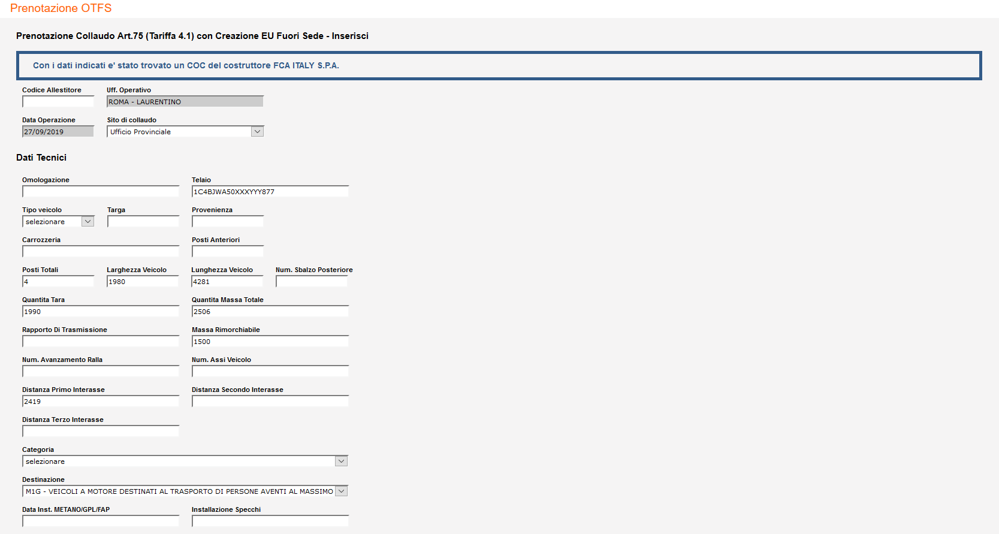 Prenotazione OTFS
Prenotazione Collaudo Art.75 (Tariffa 4.1) con Creazione EU Fuori Sede - Inserisci
Con i dati indicati e' stato trovato un COC del costruttore FCA ITALY S.P.A.
Codice Allestitore Uff. Operativo
ROMA - LAURENTINO
Data Operazione Sito di collaudo
27/09/2019 Ufficio Provinciale
Dati Tecnici
Omologazione Telaio
1C4BJWA50XXXYYY877
Tipo veicolo Targa Provenienza
selezionare
Carrozzeria Posti Anteriori
Posti Totali Larghezza Veicolo Lunghezza Veicolo Num. Sbalzo Posteriore
4 1980 4281
Quantita Tara Quantita Massa Totale
1990 2506
Rapporto Di Trasmissione Massa Rimorchiabile
1500
Num. Avanzamento Ralla Num. Assi Veicolo
Distanza Primo Interasse Distanza Secondo Interasse
2419
Distanza Terzo Interasse
Categoria
selezionare
Destinazione
M1G - VEICOLI A MOTORE DESTINATI AL TRASPORTO DI PERSONE AVENTI AL MASSIMO
Data Inst. METANO/GPL/FAP Installazione Specchi